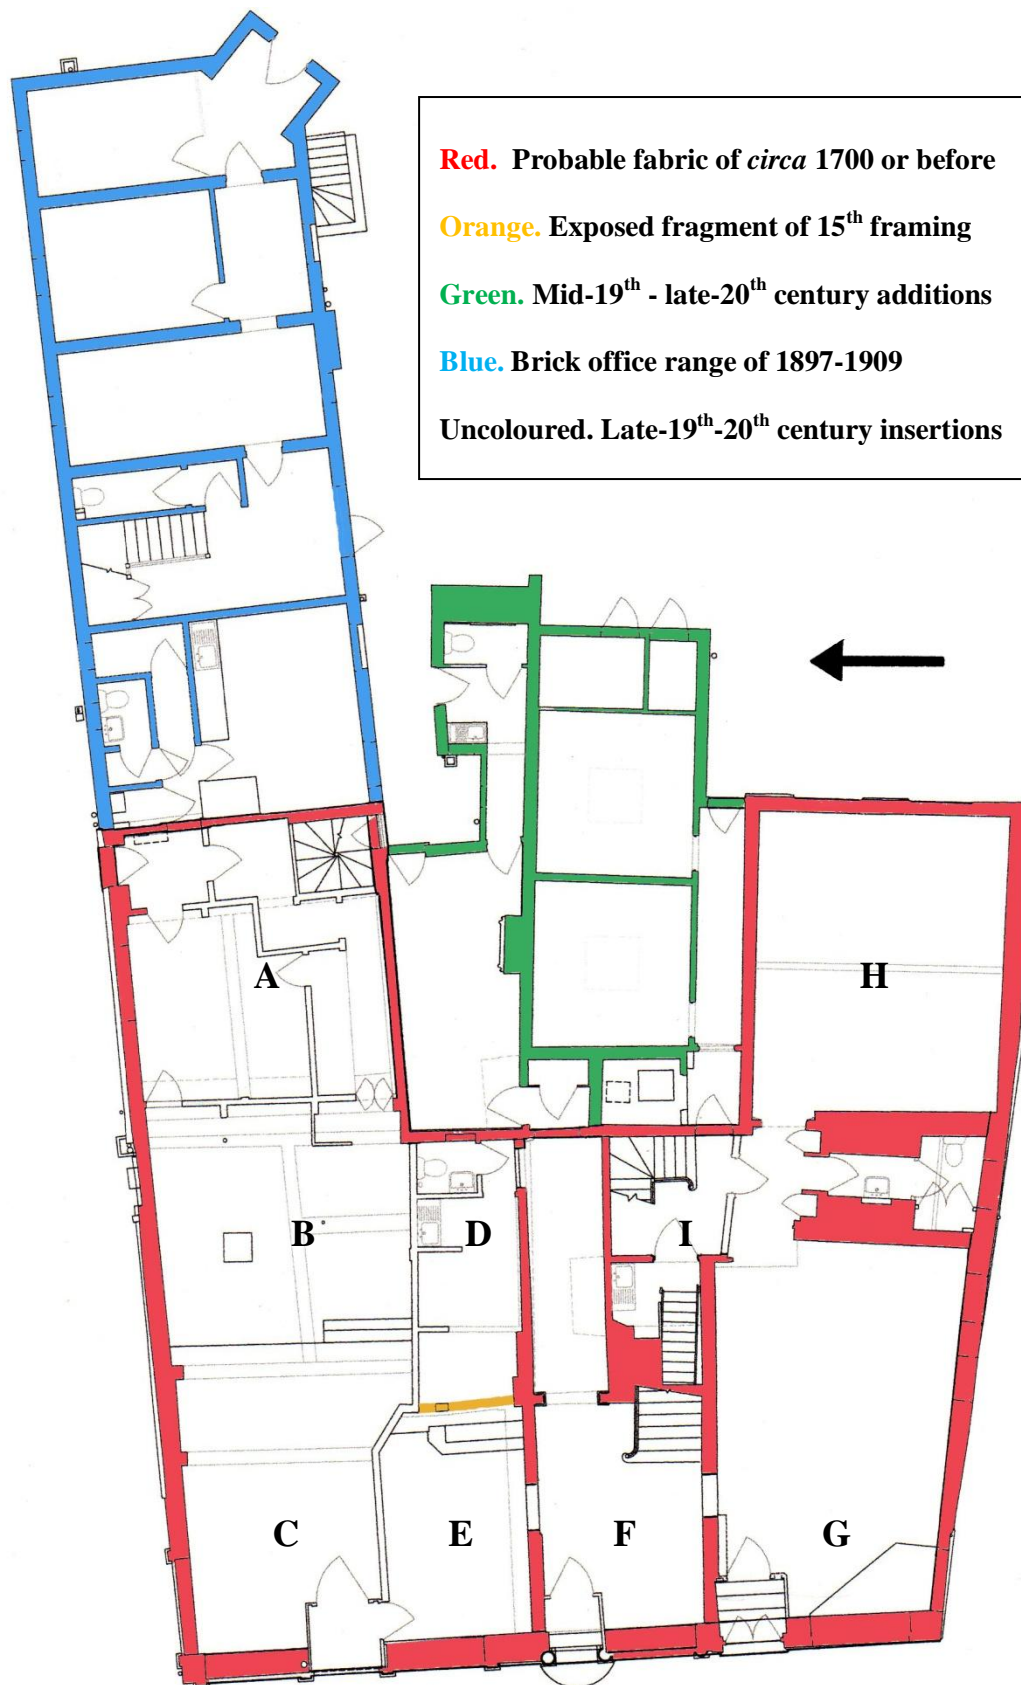 Red. Probable fabric of circa 1700 or before
Orange. Exposed fragment of 15th framing
Green. Mid-19th - late-20th century additions
Blue. Brick office range of 1897-1909
Uncoloured. Late-19th-20th century insertions
A
H
B
D
I
C
E
F
G